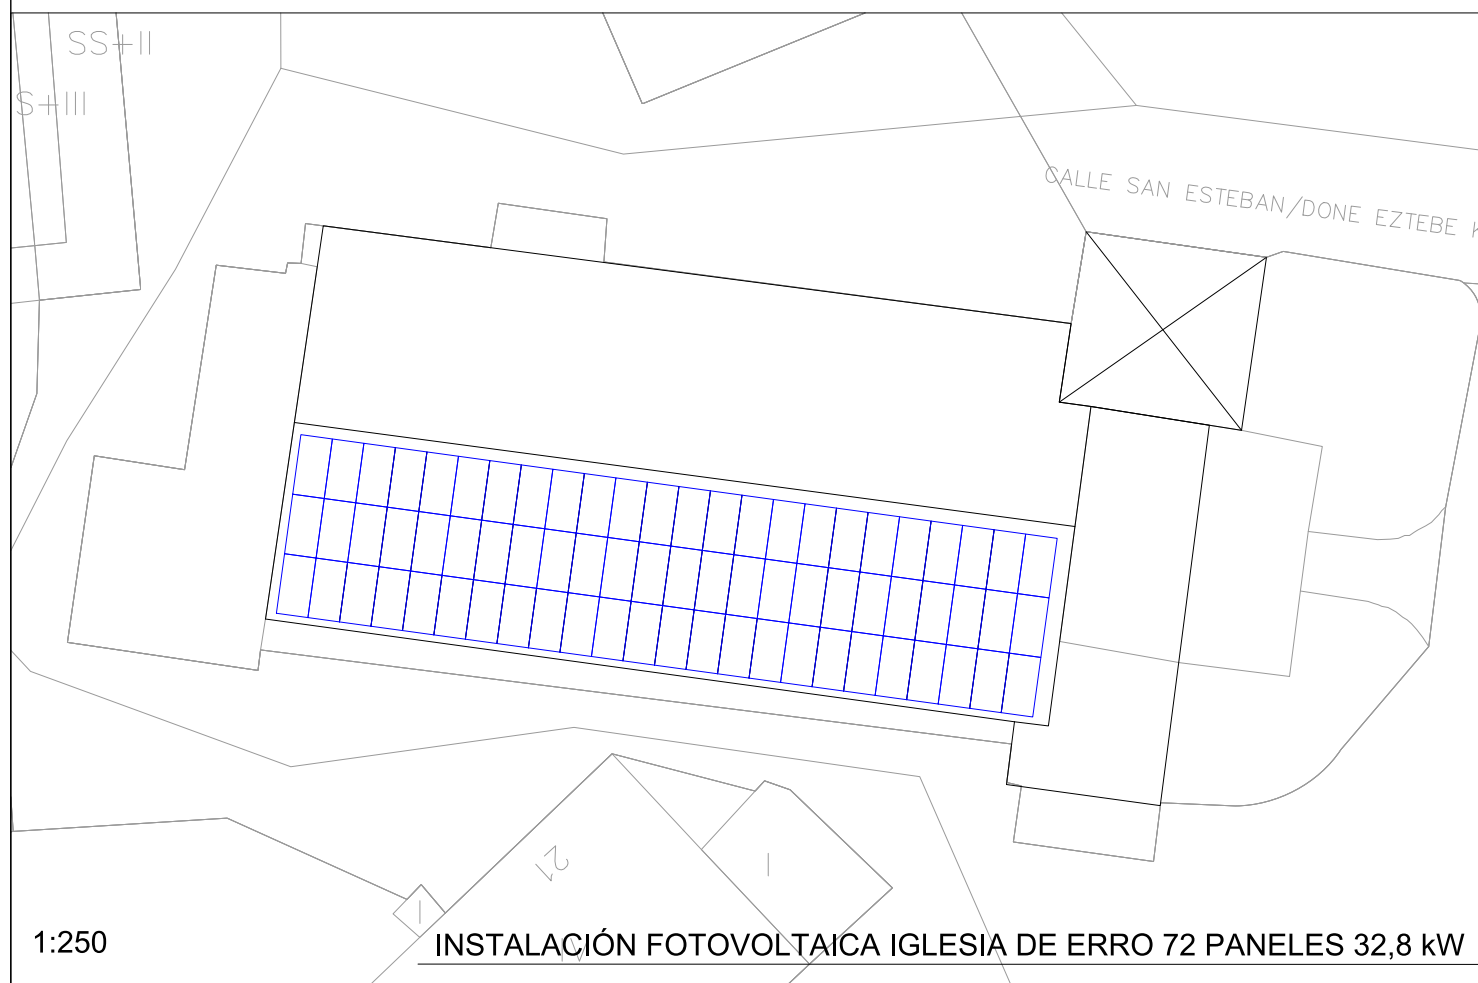 SS+II
S+III
CALLE SAN ESTEBAN/DONE EZTEBE K
21
I
I
1:250
INSTALACIÓN FOTOVOLTAICA IGLESIA DE ERRO 72 PANELES 32,8 kW